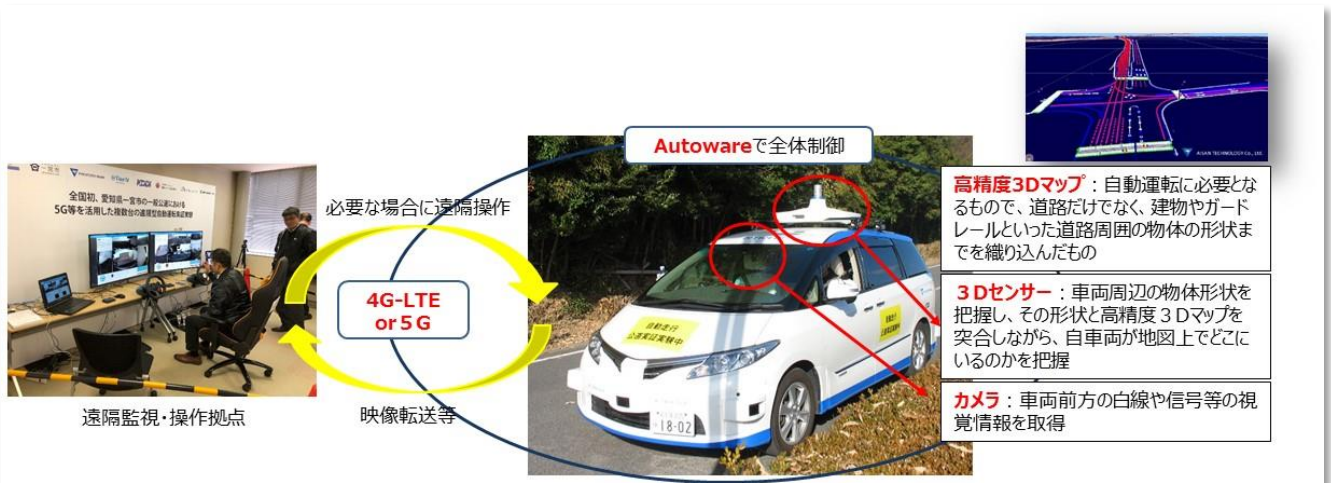 AISAN TECHNOLOGY Co., LTD.
Autowareで全体制御
KDDI
全国初、愛知県一宮市の一般公道における
5G等を活用した複数台の遠隔型自動運転実証実験
必要な場合に遠隔操作
4G-LTE
or 5 G
映像転送等
遠隔監視・操作拠点
自動走行
公道実証実験中
18-02
高精度3Dマップ：自動運転に必要とな
るもので、道路だけでなく、建物やガード
レールといった道路周囲の物体の形状ま
でを織り込んだもの
３Dセンサー：車両周辺の物体形状を
把握し、その形状と高精度３Dマップを
突合しながら、自車両が地図上でどこに
いるのかを把握
カメラ：車両前方の白線や信号等の視
覚情報を取得